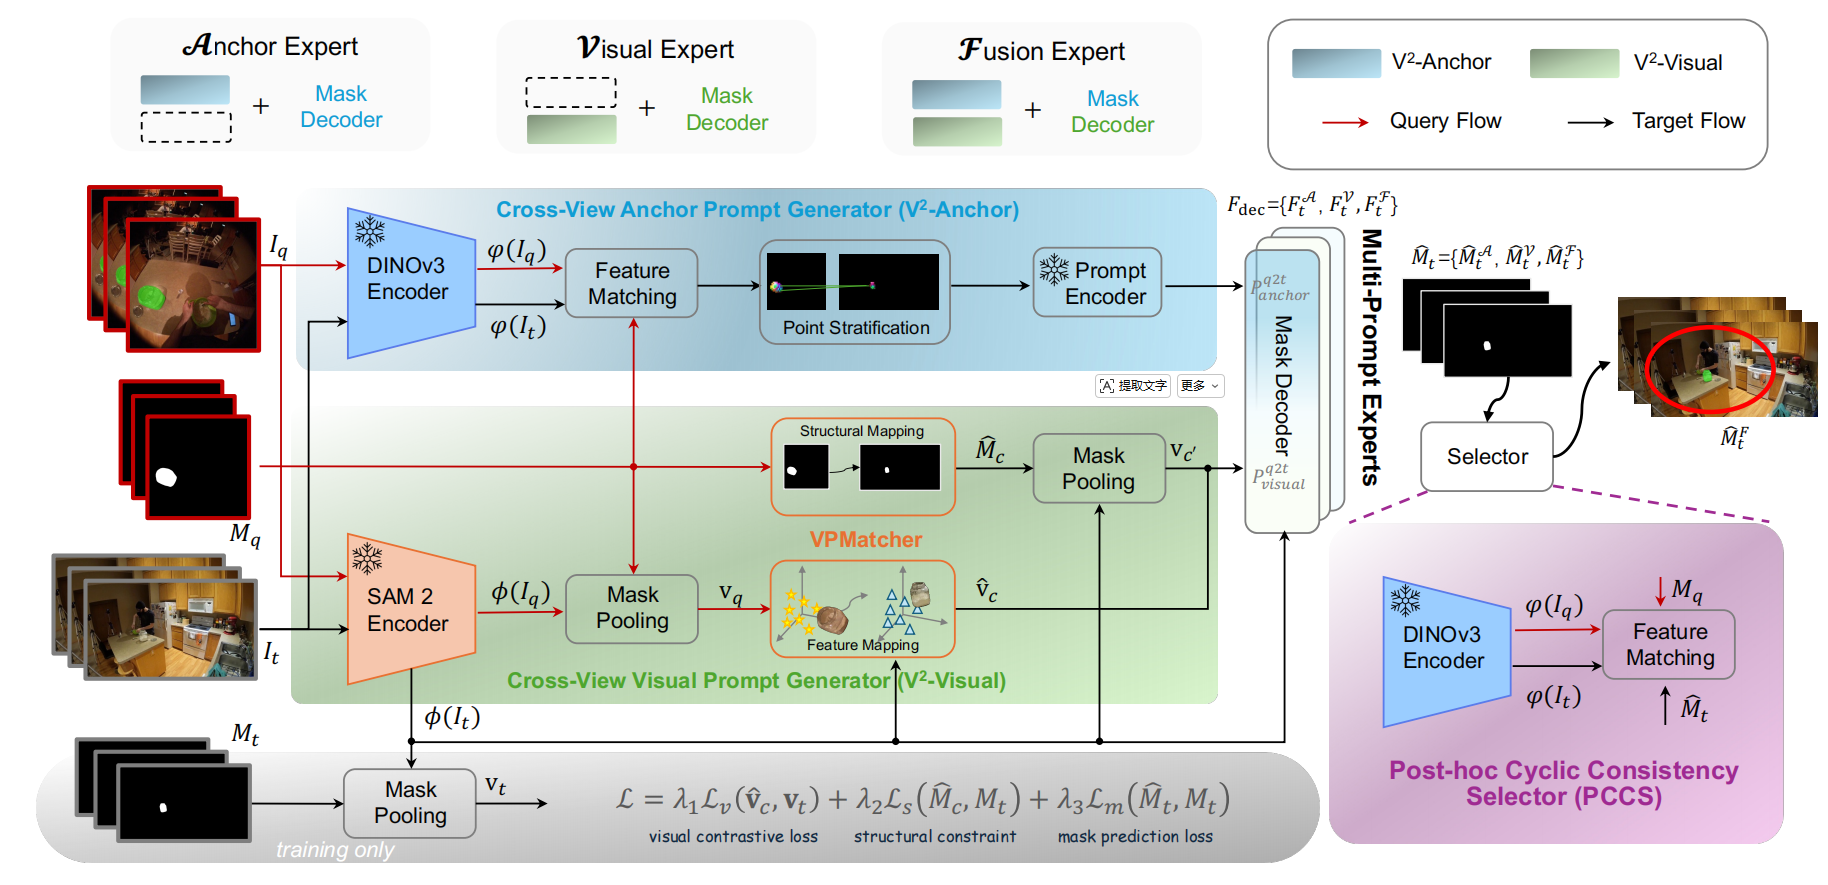 𝒜nchor Expert
+
Mask
Decoder
𝒱isual Expert
+
Mask
Decoder
ℱusion Expert
+
Mask
Decoder
V²-Anchor
V²-Visual
Query Flow
Target Flow
I_q
M_q
I_t
M_t
Cross-View Anchor Prompt Generator (V²-Anchor)
DINOv3
Encoder
φ(I_q)
φ(I_t)
Feature
Matching
Point Stratification
Prompt
Encoder
提取文字
更多
Structural Mapping
M̂_c
Mask
Pooling
v_c′
VPMatcher
SAM 2
Encoder
ϕ(I_q)
Mask
Pooling
v_q
Feature Mapping
v̂_c
Cross-View Visual Prompt Generator (V²-Visual)
ϕ(I_t)
F_dec={F_t^𝒜, F_t^𝒱, F_t^ℱ}
P_anchor^q2t
Mask Decoder
P_visual^q2t
Multi-Prompt Experts
M̂_t={M̂_t^𝒜, M̂_t^𝒱, M̂_t^ℱ}
Selector
M̂_t^F
DINOv3
Encoder
φ(I_q)
φ(I_t)
M_q
Feature
Matching
M̂_t
Post-hoc Cyclic Consistency
Selector (PCCS)
Mask
Pooling
v_t
ℒ = λ₁ℒ_v(v̂_c, v_t) + λ₂ℒ_s(M̂_c, M_t) + λ₃ℒ_m(M̂_t, M_t)
visual contrastive loss
structural constraint
mask prediction loss
training only